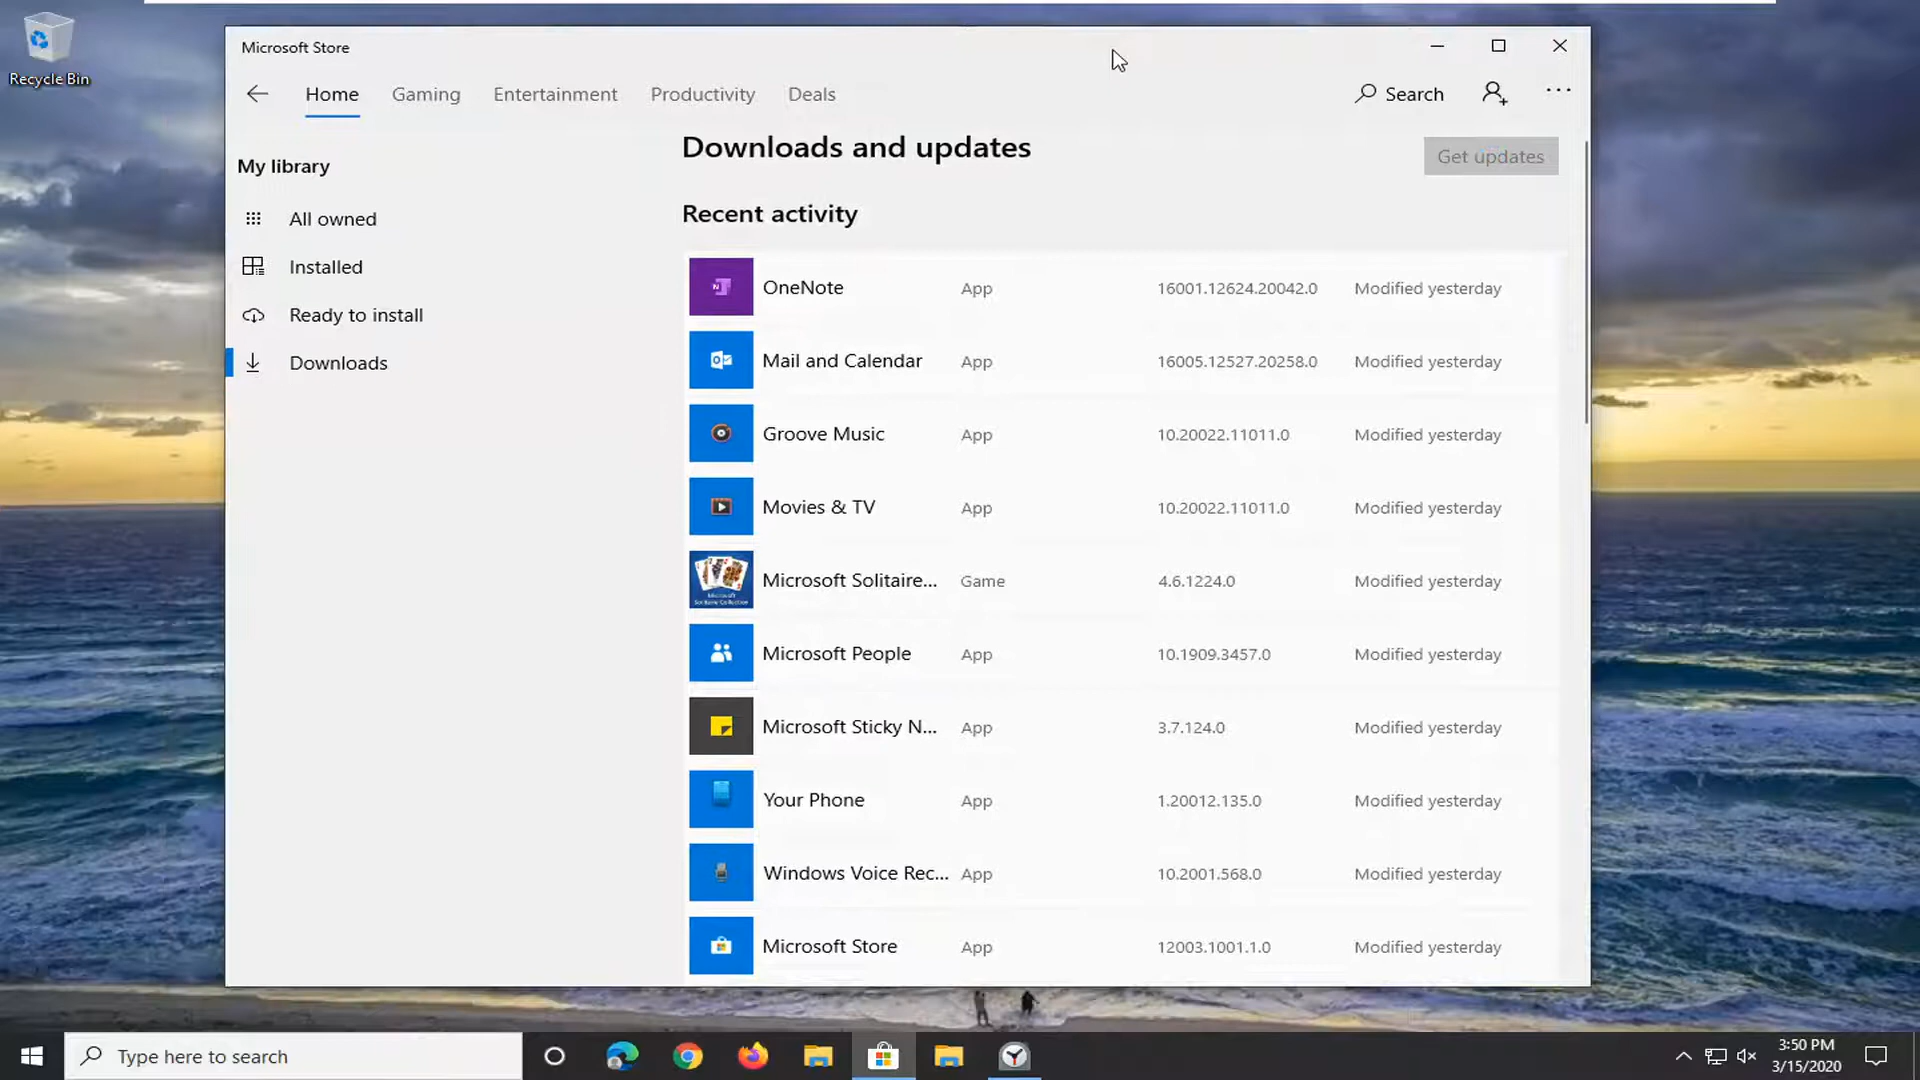 Recycle Bin
Microsoft Store
Home Gaming Entertainment Productivity Deals Search
My library
All owned
Installed
Ready to install
Downloads
Downloads and updates
Get updates
Recent activity
OneNote App 16001.12624.20042.0 Modified yesterday
Mail and Calendar App 16005.12527.20258.0 Modified yesterday
Groove Music App 10.20022.11011.0 Modified yesterday
Movies & TV App 10.20022.11011.0 Modified yesterday
Microsoft Solitaire... Game 4.6.1224.0 Modified yesterday
Microsoft People App 10.1909.3457.0 Modified yesterday
Microsoft Sticky N... App 3.7.124.0 Modified yesterday
Your Phone App 1.20012.135.0 Modified yesterday
Windows Voice Rec... App 10.2001.568.0 Modified yesterday
Microsoft Store App 12003.1001.1.0 Modified yesterday
Type here to search
3:50 PM
3/15/2020